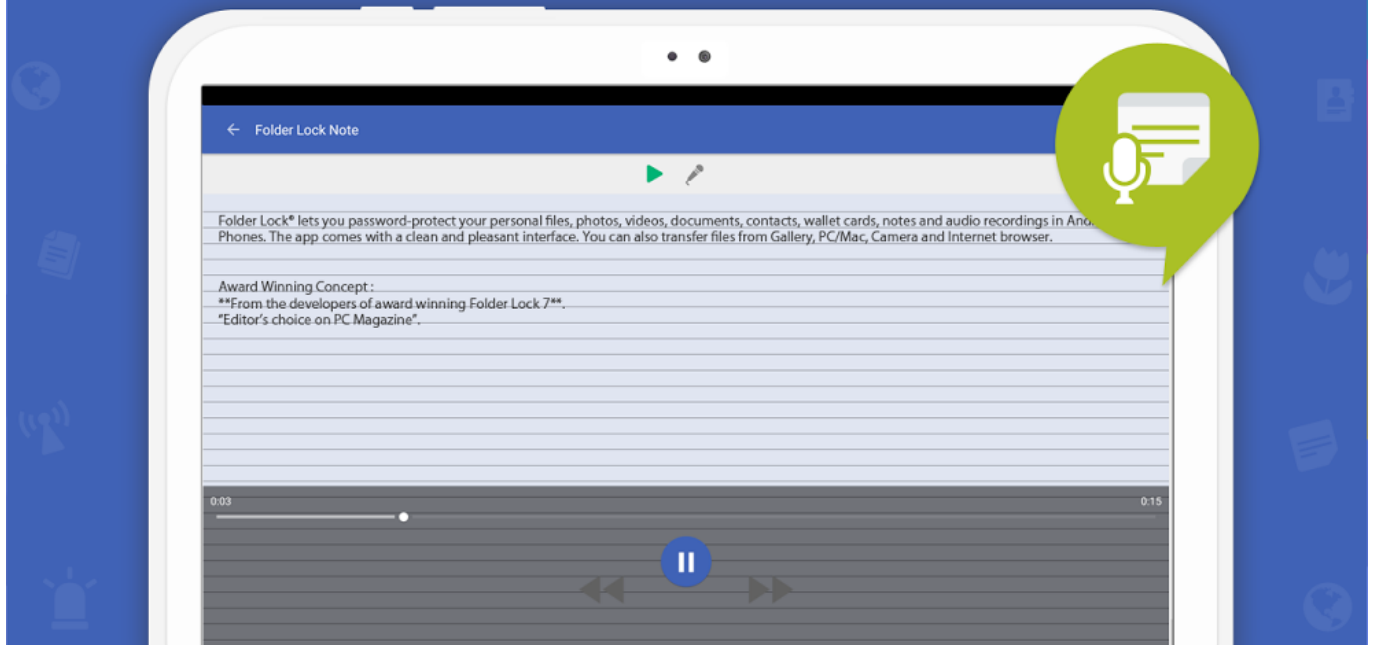 Folder Lock Note
Folder Lock® lets you password-protect your personal files, photos, videos, documents, contacts, wallet cards, notes and audio recordings in
Phones. The app comes with a clean and pleasant interface. You can also transfer files from Gallery, PC/Mac, Camera and Internet browser.
Award Winning Concept :
**From the developers of award winning Folder Lock 7**.
"Editor's choice on PC Magazine".
0:03
0:15